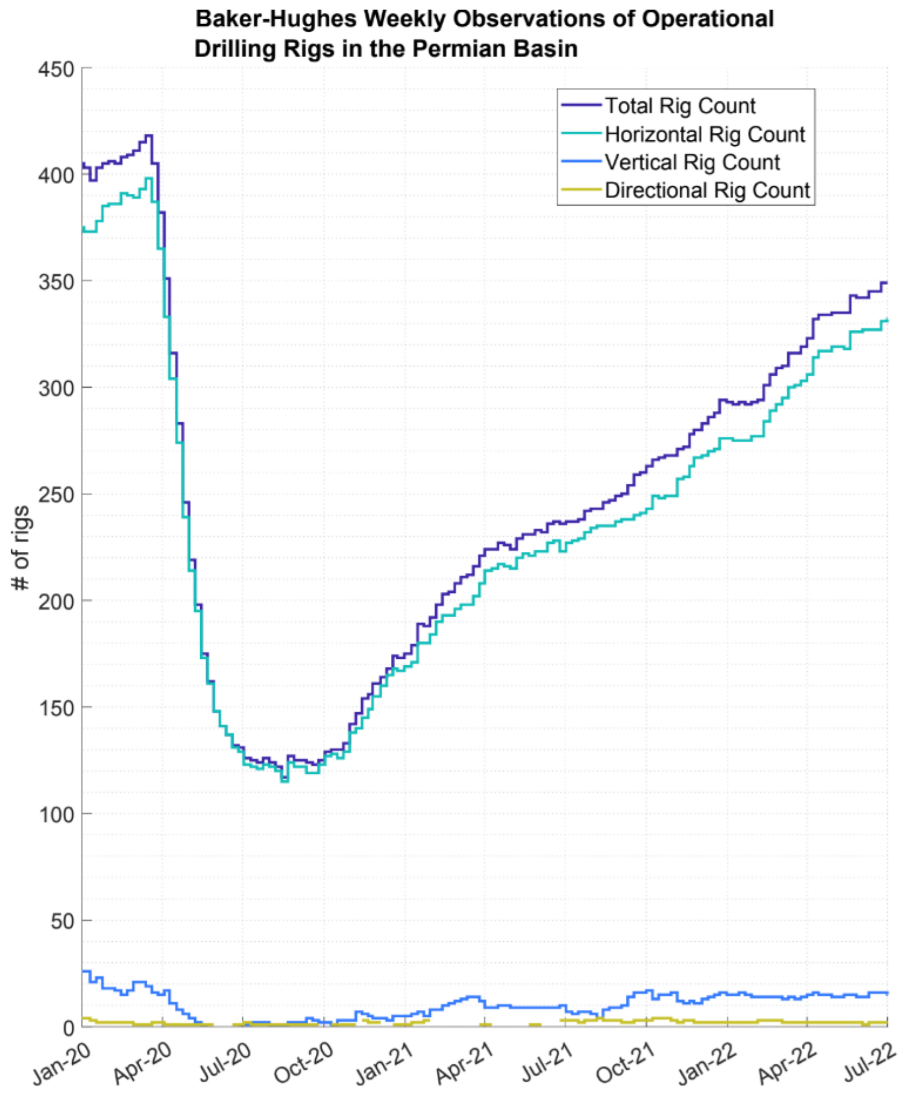 Baker-Hughes Weekly Observations of Operational
Drilling Rigs in the Permian Basin
450
400
350
300
250
200
150
100
50
0
# of rigs
Total Rig Count
Horizontal Rig Count
Vertical Rig Count
Directional Rig Count
Jan-20
Apr-20
Jul-20
Oct-20
Jan-21
Apr-21
Jul-21
Oct-21
Jan-22
Apr-22
Jul-22